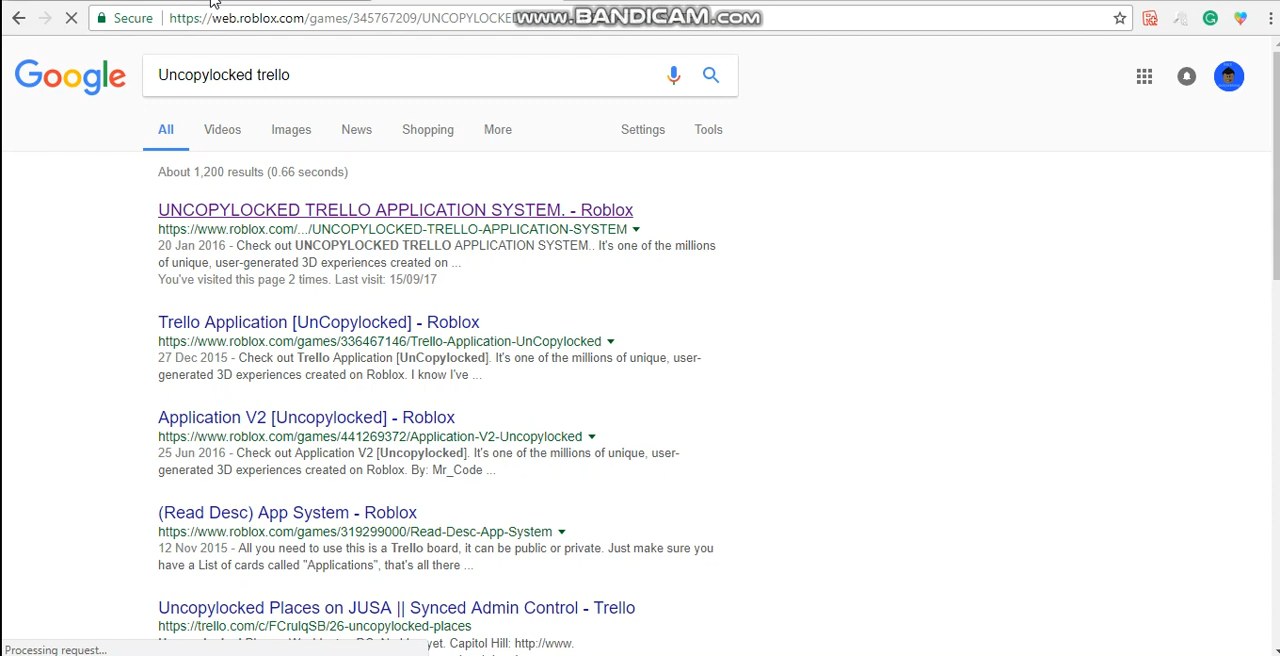 Secure https://web.roblox.com/games/345767209/UNCOPYLOCKED
www.BANDICAM.com
Google
Uncopylocked trello
All Videos Images News Shopping More Settings Tools
About 1,200 results (0.66 seconds)
UNCOPYLOCKED TRELLO APPLICATION SYSTEM. - Roblox
https://www.roblox.com/.../UNCOPYLOCKED-TRELLO-APPLICATION-SYSTEM
20 Jan 2016 - Check out UNCOPYLOCKED TRELLO APPLICATION SYSTEM.. It's one of the millions
of unique, user-generated 3D experiences created on ...
You've visited this page 2 times. Last visit: 15/09/17
Trello Application [UnCopylocked] - Roblox
https://www.roblox.com/games/336467146/Trello-Application-UnCopylocked
27 Dec 2015 - Check out Trello Application [UnCopylocked]. It's one of the millions of unique, user-
generated 3D experiences created on Roblox. I know I've ...
Application V2 [Uncopylocked] - Roblox
https://www.roblox.com/games/441269372/Application-V2-Uncopylocked
25 Jun 2016 - Check out Application V2 [Uncopylocked]. It's one of the millions of unique, user-
generated 3D experiences created on Roblox. By: Mr_Code ...
(Read Desc) App System - Roblox
https://www.roblox.com/games/319299000/Read-Desc-App-System
12 Nov 2015 - All you need to use this is a Trello board, it can be public or private. Just make sure you
have a List of cards called "Applications", that's all there ...
Uncopylocked Places on JUSA || Synced Admin Control - Trello
https://trello.com/c/FCrulqSB/26-uncopylocked-places
yet. Capitol Hill: http://www.
Processing request...